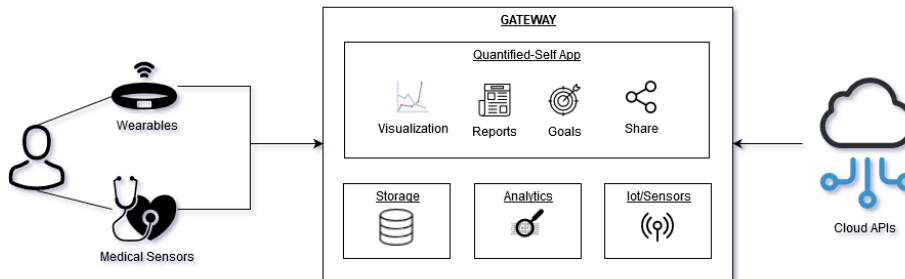 GATEWAY
Quantified-Self App
Visualization
Reports
Goals
Share
Wearables
Medical Sensors
Storage
Analytics
Iot/Sensors
Cloud APIs